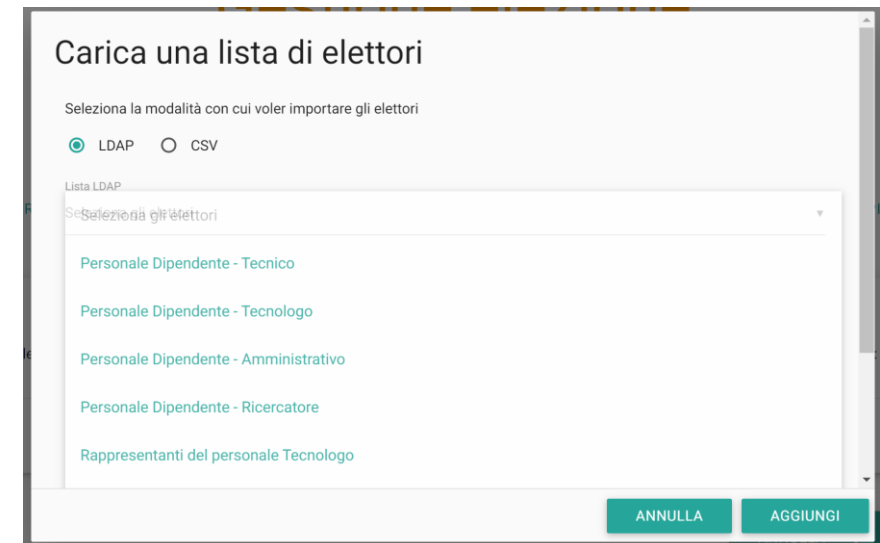 Carica una lista di elettori
Seleziona la modalità con cui voler importare gli elettori
LDAP CSV
Lista LDAP
Seleziona gli elettori
Personale Dipendente - Tecnico
Personale Dipendente - Tecnologo
Personale Dipendente - Amministrativo
Personale Dipendente - Ricercatore
Rappresentanti del personale Tecnologo
ANNULLA AGGIUNGI